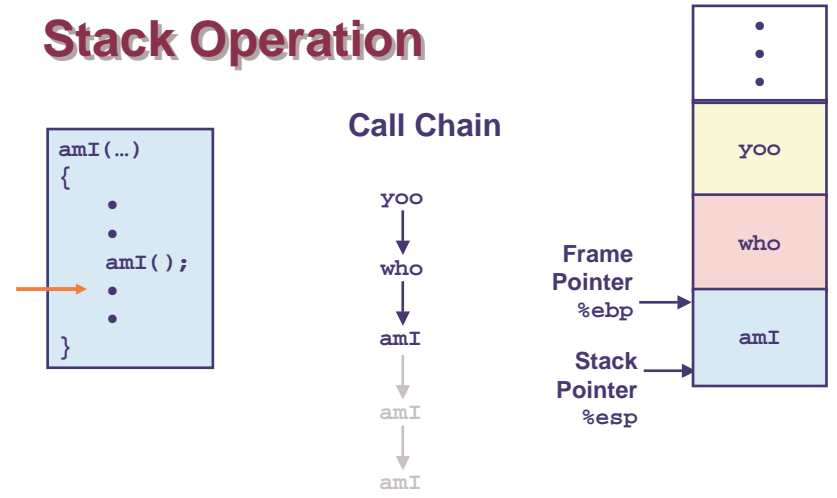 Stack Operation
amI(…)
{
•
•
amI();
•
•
}
Call Chain
yoo
who
amI
amI
amI
Frame
Pointer
%ebp
Stack
Pointer
%esp
•
•
•
yoo
who
amI